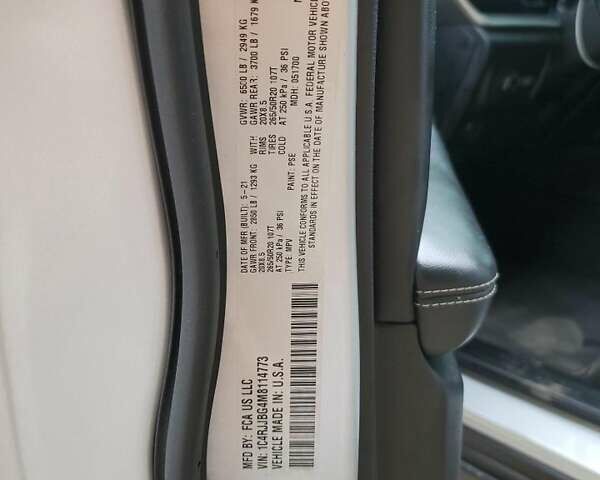 MFD BY: FCA US LLC
VIN: 1C4RJJBG4M8114773
VEHICLE MADE IN: U.S.A.
DATE OF MFR (BUILT): 5-21
GVWR: 6500 LB / 2949 KG
GAWR FRONT: 2850 LB / 1293 KG WITH
GAWR REAR: 3700 LB / 1679 KG
20X8.5 RIMS 20X8.5
265/50R20 107T TIRES 265/50R20 107T
AT 250 kPa / 36 PSI COLD AT 250 kPa / 36 PSI
TYPE: MPV PAINT: PSE MDH: 051700
THIS VEHICLE CONFORMS TO ALL APPLICABLE U.S.A. FEDERAL MOTOR VEHICLE
STANDARDS IN EFFECT ON THE DATE OF MANUFACTURE SHOWN ABO